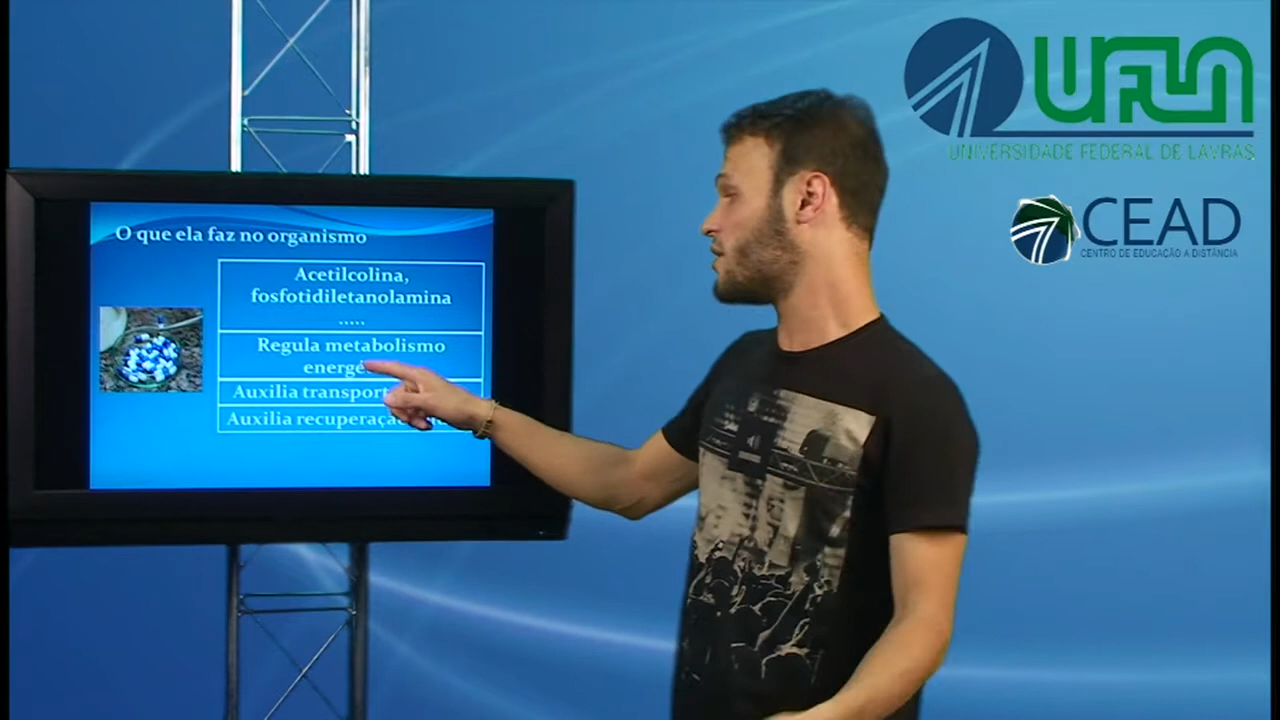 UFLA
UNIVERSIDADE FEDERAL DE LAVRAS
CEAD
CENTRO DE EDUCAÇÃO A DISTÂNCIA
O que ela faz no organismo
Acetilcolina,
fosfotidiletanolamina
.....
Regula metabolismo
Auxilia
Auxilia